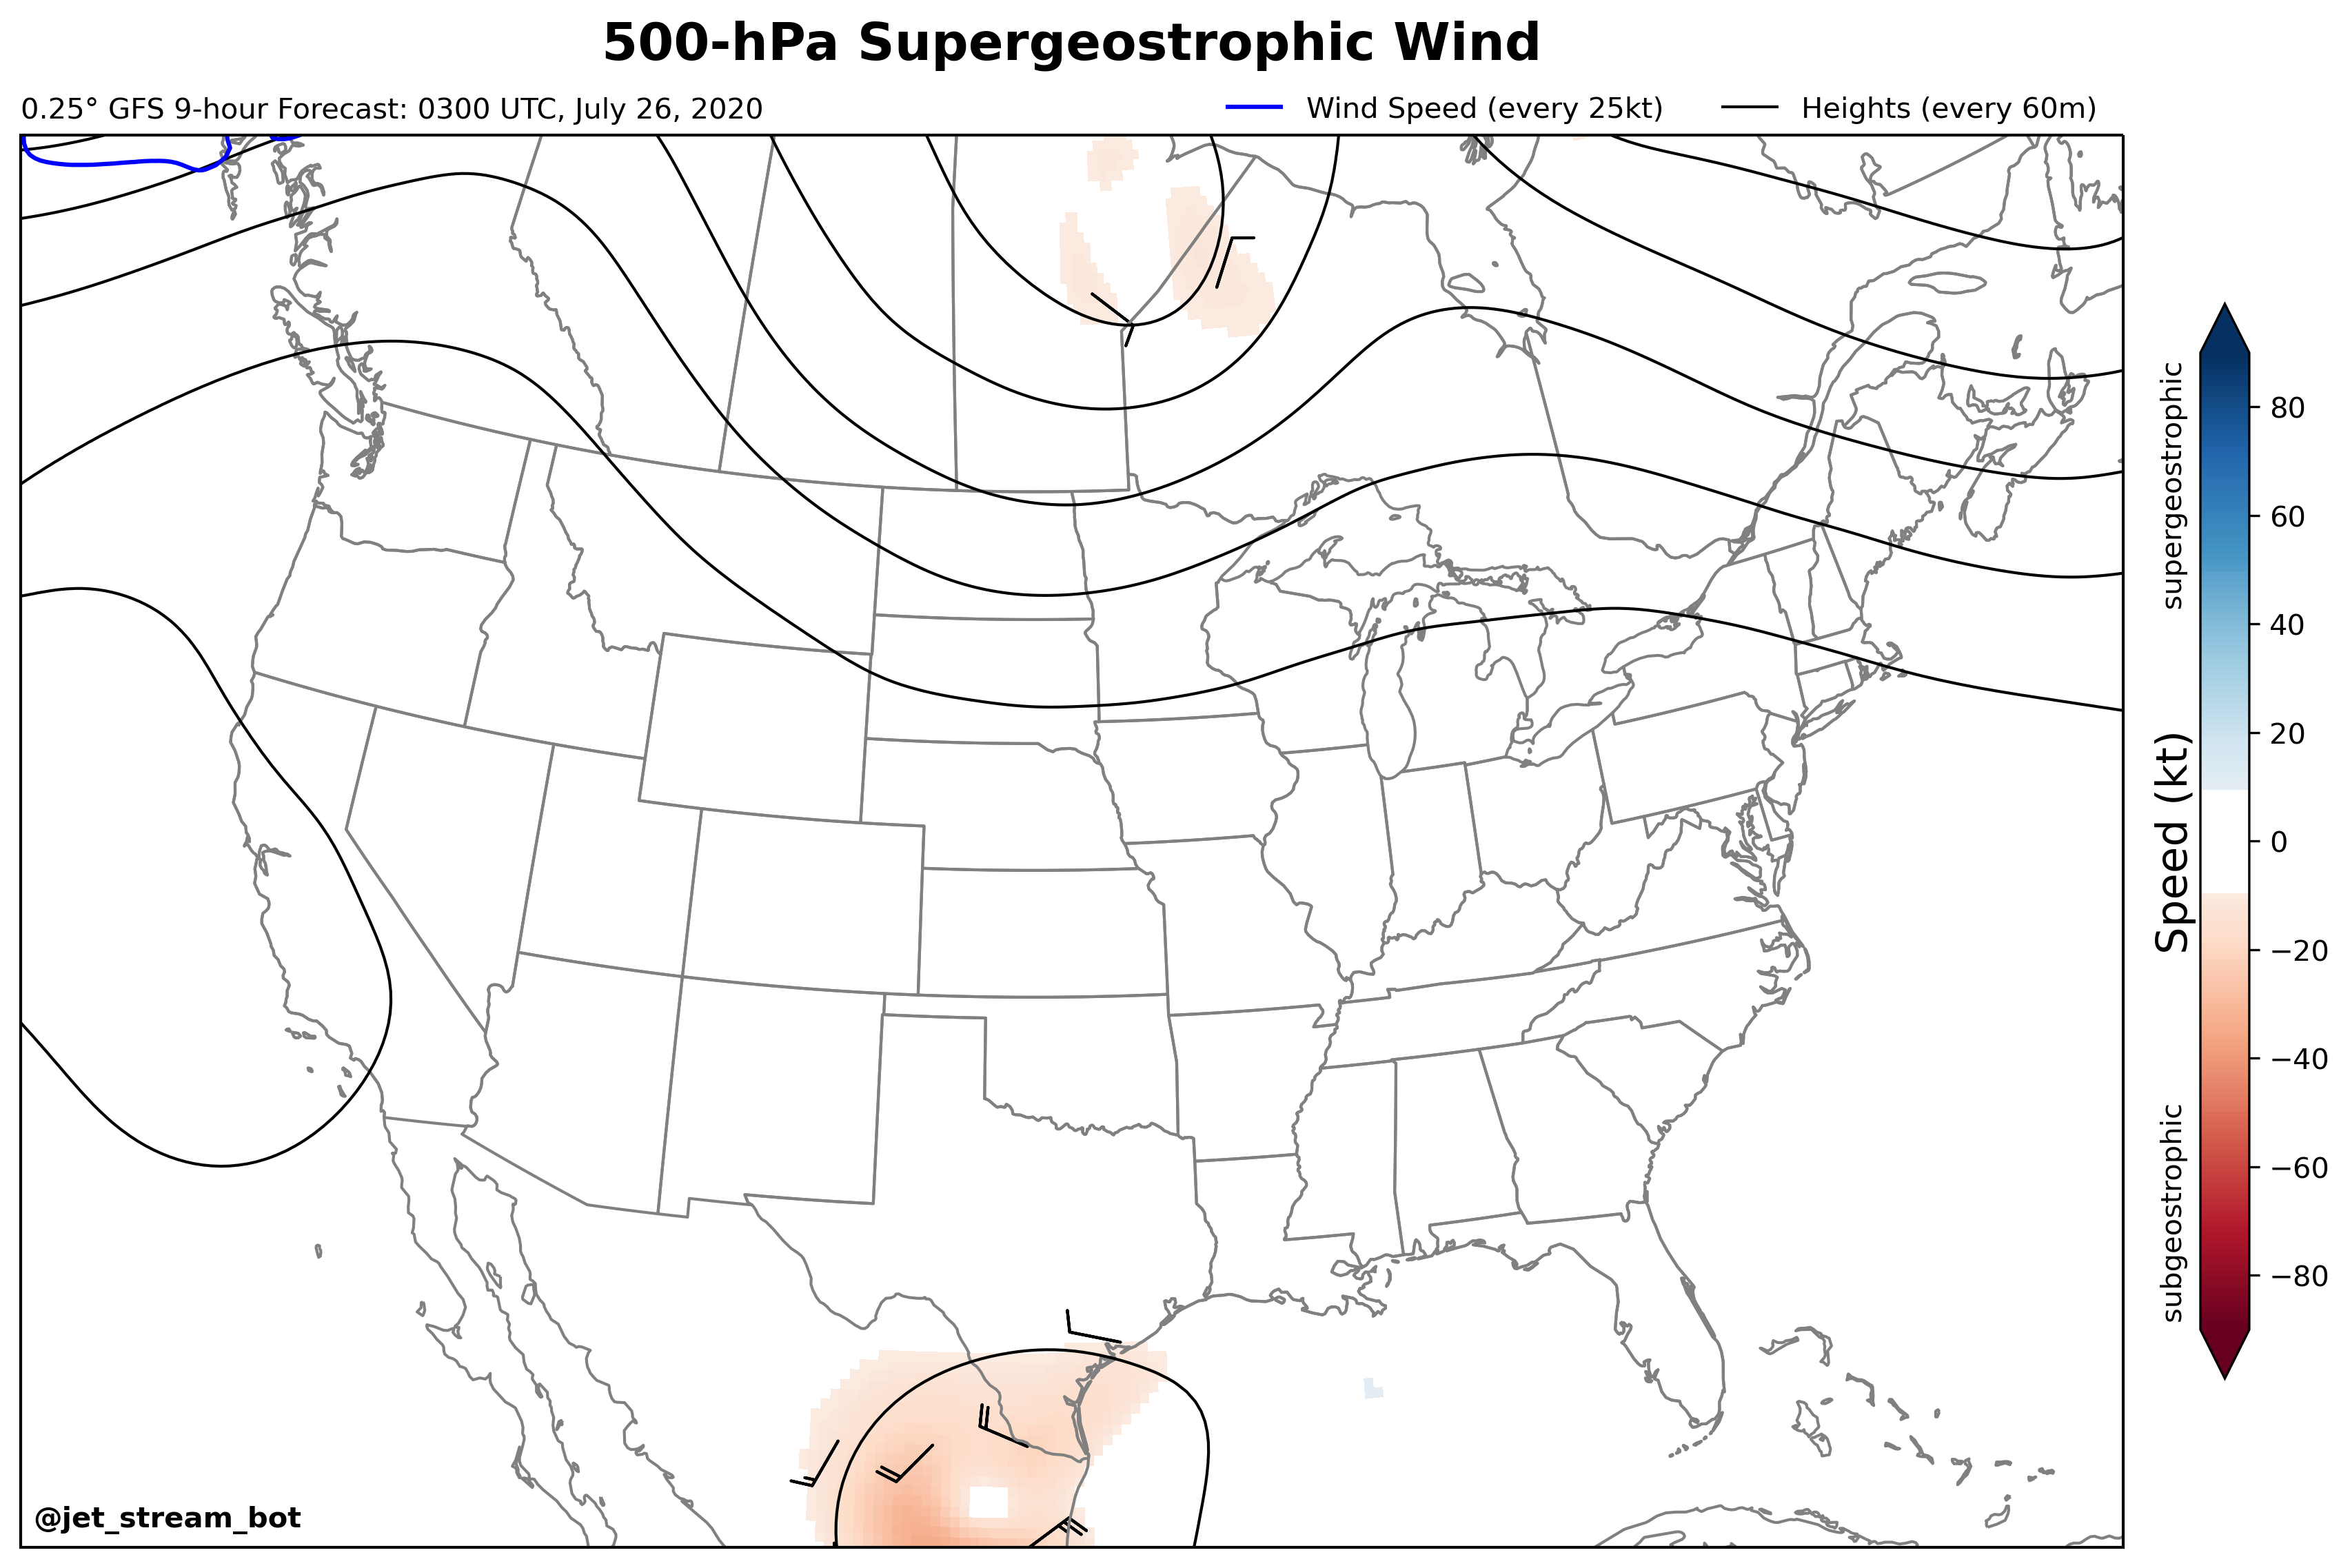 500-hPa Supergeostrophic Wind
0.25° GFS 9-hour Forecast: 0300 UTC, July 26, 2020
Wind Speed (every 25kt)
Heights (every 60m)
supergeostrophic
Speed (kt)
subgeostrophic
80
60
40
20
0
−20
−40
−60
−80
@jet_stream_bot